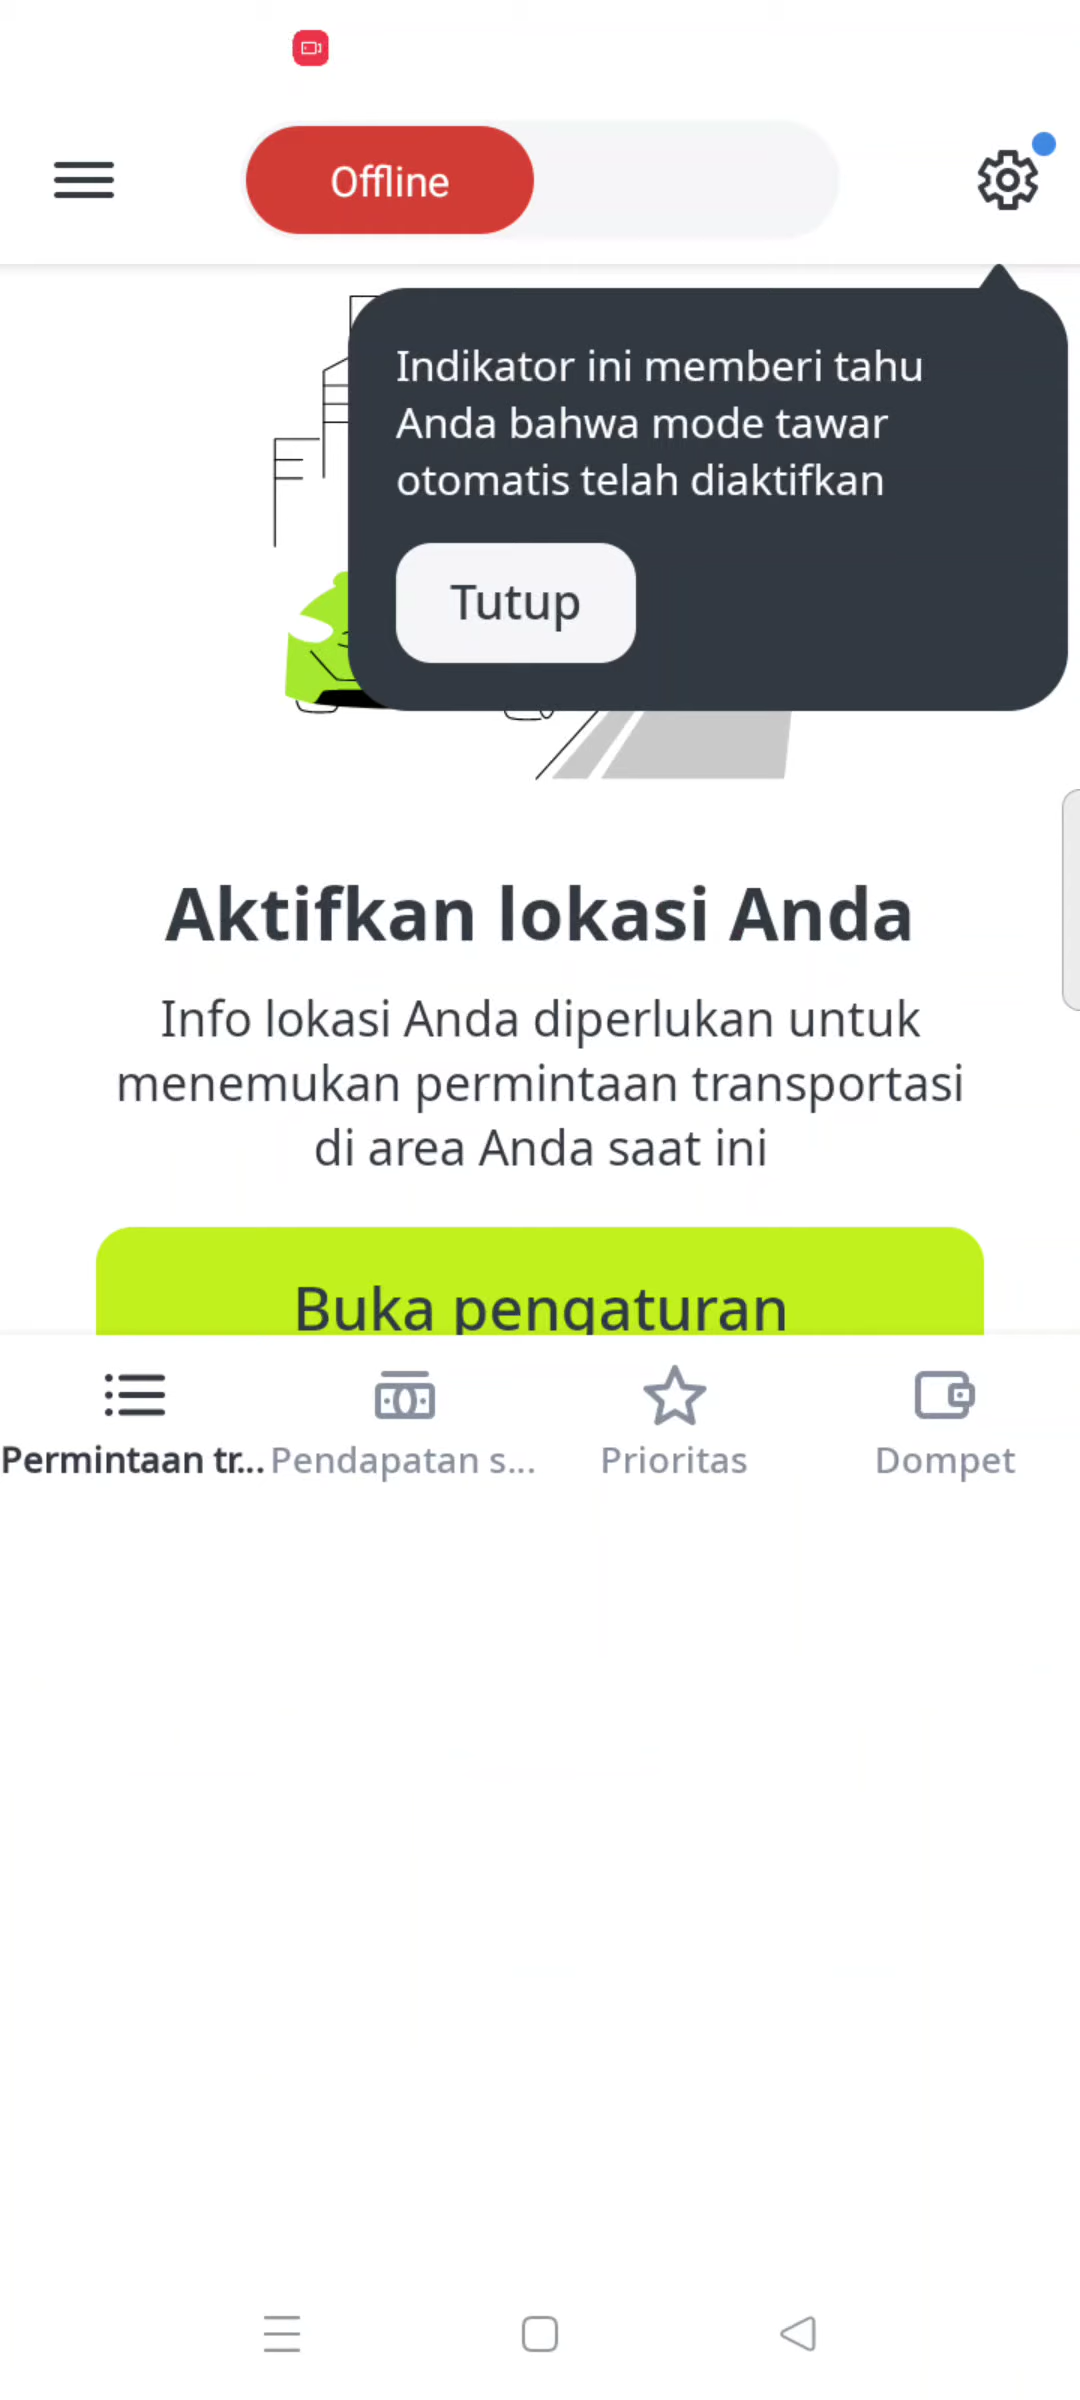 Offline
Indikator ini memberi tahu
Anda bahwa mode tawar
otomatis telah diaktifkan
Tutup
Aktifkan lokasi Anda
Info lokasi Anda diperlukan untuk
menemukan permintaan transportasi
di area Anda saat ini
Buka pengaturan
Permintaan tr... Pendapatan s... Prioritas Dompet